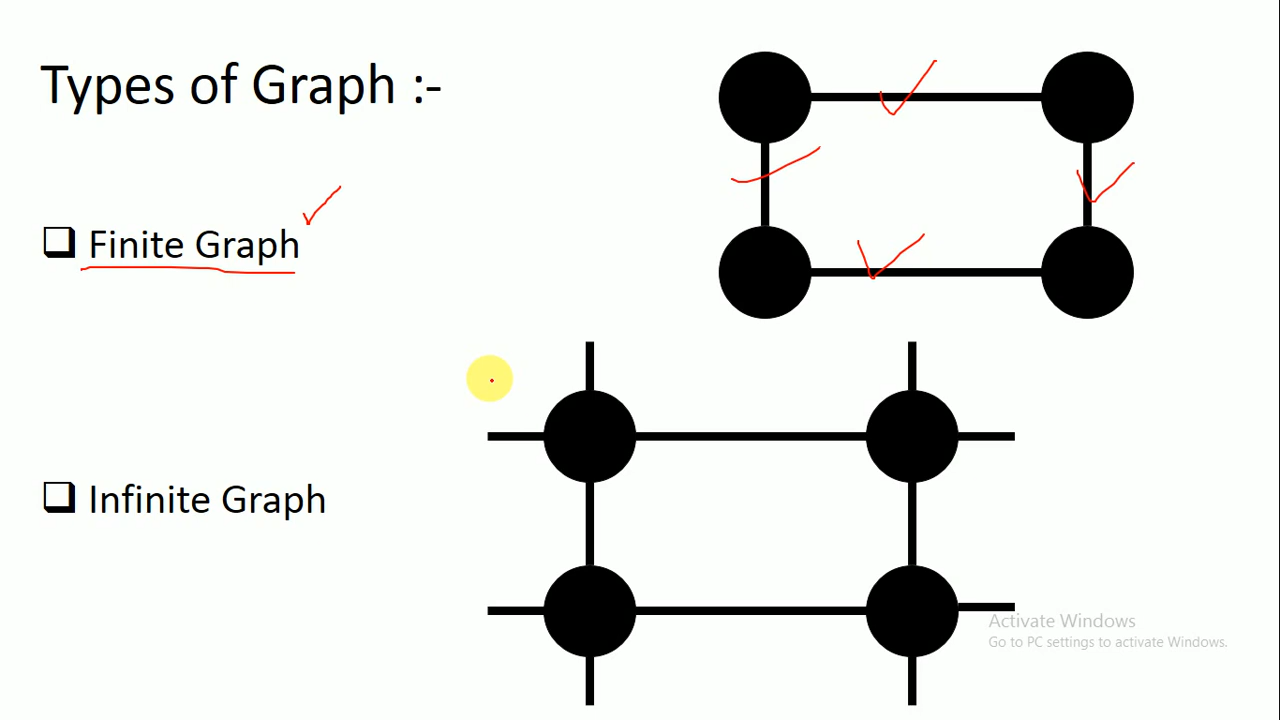 Types of Graph :-
Finite Graph
Infinite Graph
Activate Windows
Go to PC settings to activate Windows.